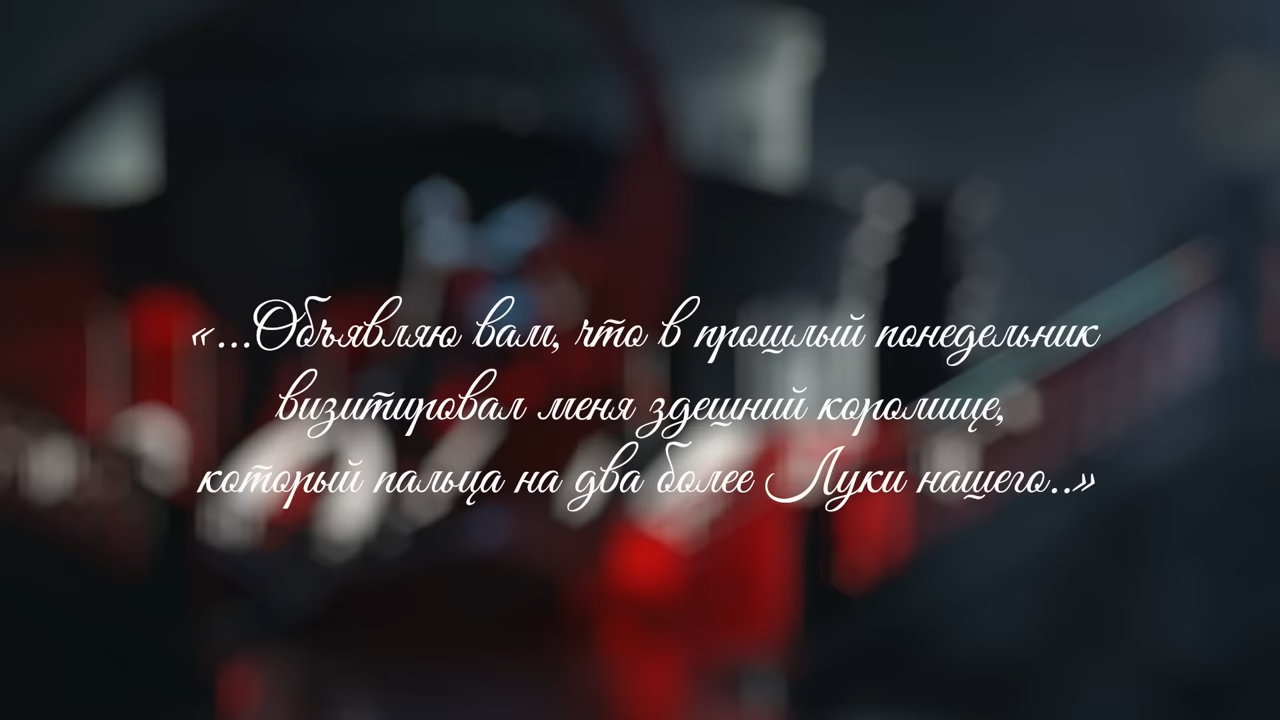 «...Объявляю вам, что в прошлый понедельник
визитировал меня здешний королище,
который пальца на два более Луки нашего..»